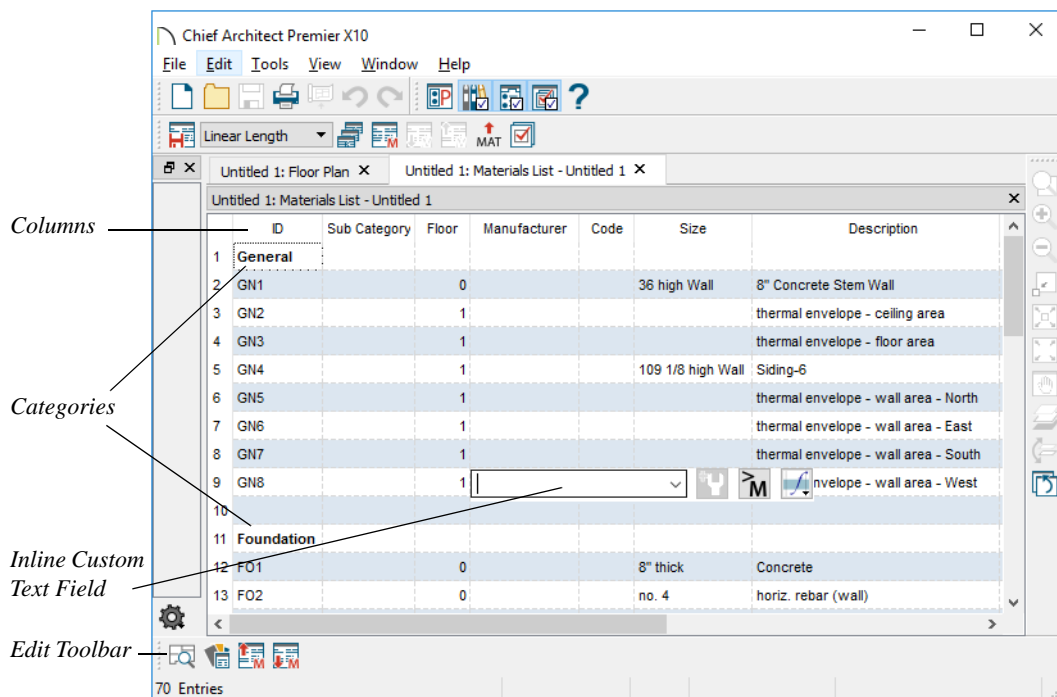 Chief Architect Premier X10
File Edit Tools View Window Help
P ?
Linear Length M MAT
Untitled 1: Floor Plan X Untitled 1: Materials List - Untitled 1 X
Untitled 1: Materials List - Untitled 1
Columns
ID Sub Category Floor Manufacturer Code Size Description
1 General
2 GN1 0 36 high Wall 8" Concrete Stem Wall
3 GN2 1 thermal envelope - ceiling area
4 GN3 1 thermal envelope - floor area
5 GN4 1 109 1/8 high Wall Siding-6
Categories
6 GN5 1 thermal envelope - wall area - North
7 GN6 1 thermal envelope - wall area - East
8 GN7 1 thermal envelope - wall area - South
9 GN8 1 >M nvelope - wall area - West
10
11 Foundation
Inline Custom
Text Field
12 FO1 0 8" thick Concrete
13 FO2 0 no. 4 horiz. rebar (wall)
Edit Toolbar M M
70 Entries